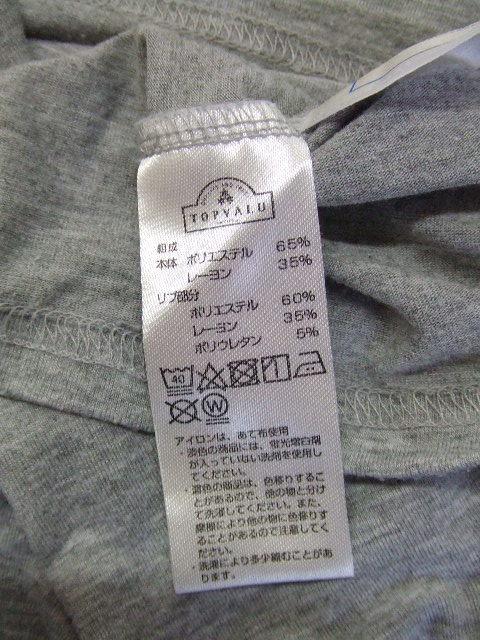 TOPVALU
組成
本体 ポリエステル 65%
レーヨン 35%
リブ部分
ポリエステル 60%
レーヨン 35%
ポリウレタン 5%
40
W
アイロンは、あて布使用
淡色の商品には、蛍光増白剤
が入っていない洗剤を使用し
てください。
・濃色の商品は、色移りするこ
とがあるので、他の物と分け
て洗濯してください。また、
摩擦により他の物に色移りす
ることがあるので注意してく
ださい。
・洗濯により多少縮むことがあ
ります。